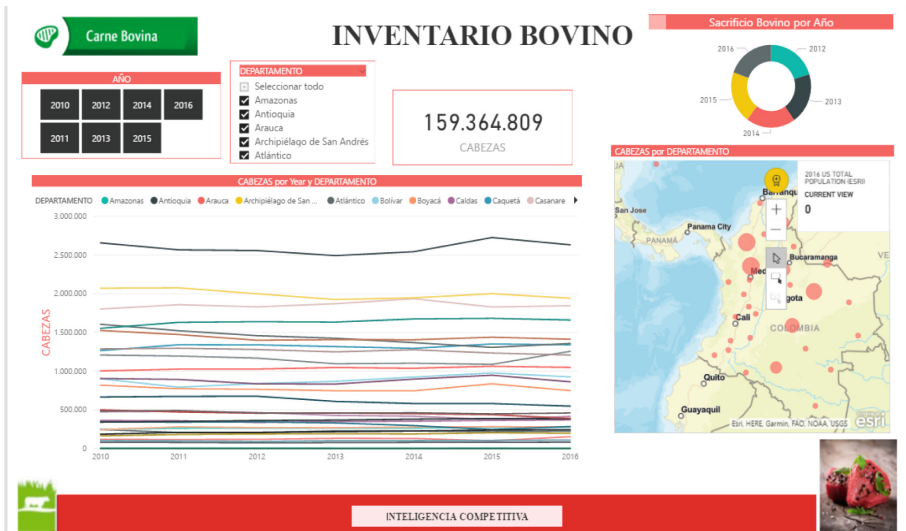 Carne Bovina
INVENTARIO BOVINO
Sacrificio Bovino por Año
2016
2012
2015
2013
2014
AÑO
2010 2012 2014 2016
2011 2013 2015
DEPARTAMENTO
Seleccionar todo
Amazonas
Antioquia
Arauca
Archipiélago de San Andrés
Atlántico
159.364.809
CABEZAS
CABEZAS por DEPARTAMENTO
2016 US TOTAL
POPULATION (ESRI)
CURRENT VIEW
0
JA
San Jose
Barranqu
Panama City
PANAMÁ
Bucaramanga
VE
Med
gota
Cali
COLOMBIA
Quito
Guayaquil
Esri, HERE, Garmin, FAO, NOAA, USGS
esri
CABEZAS por Year y DEPARTAMENTO
DEPARTAMENTO Amazonas Antioquia Arauca Archipiélago de San ... Atlántico Bolívar Boyacá Caldas Caquetá Casanare
CABEZAS
3.000.000
2.500.000
2.000.000
1.500.000
1.000.000
500.000
0
2010 2011 2012 2013 2014 2015 2016
INTELIGENCIA COMPETITIVA